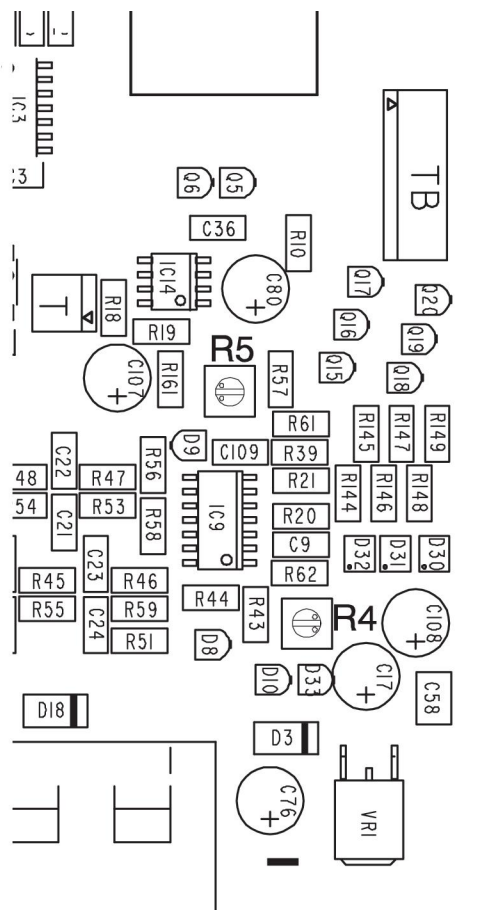 IC3
C3
TB
Q6
Q5
C36
R10
IC14
C80
Q17
Q20
T
R18
R19
Q16
Q19
R5
C107
R161
R57
Q15
Q18
R61
R145
R147
R149
D9
C109
R39
C22
R56
48
R47
R21
R144
R146
R148
54
R53
IC9
R20
C21
R58
C9
D32
D31
D30
C23
R45
R46
R62
R55
R59
R44
R43
R4
C108
C24
R51
D8
D10
D33
C17
C58
D18
D3
C76
VR1